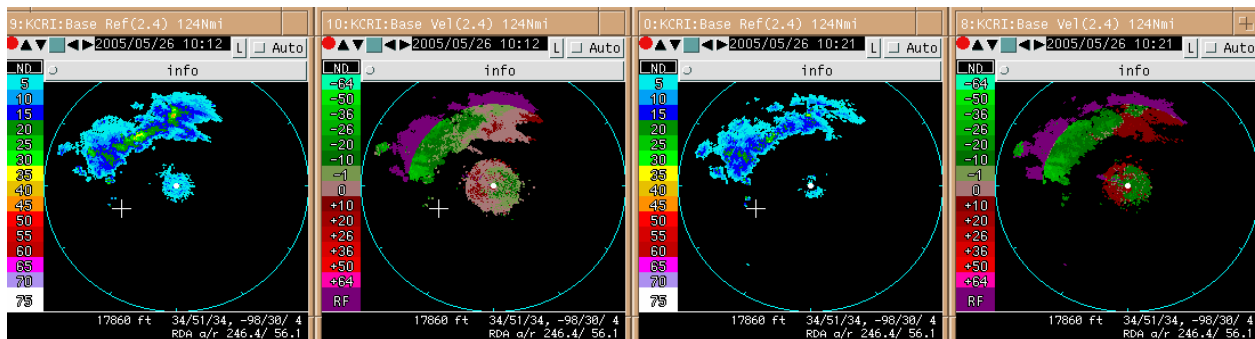 9:KCRI:Base Ref(2.4) 124Nmi
2005/05/26 10:12 L Auto
info
ND
5
10
15
20
25
30
35
40
45
50
55
60
65
70
75
17860 ft 34/51/34, -98/30/ 4
RDA a/r 246.4/ 56.1
10:KCRI:Base Vel(2.4) 124Nmi
2005/05/26 10:12 L Auto
info
ND
-64
-50
-36
-26
-20
-10
-1
0
+10
+20
+26
+36
+50
+64
RF
17860 ft 34/51/34, -98/30/ 4
RDA a/r 246.4/ 56.1
0:KCRI:Base Ref(2.4) 124Nmi
2005/05/26 10:21 L Auto
info
ND
5
10
15
20
25
30
35
40
45
50
55
60
65
70
75
17860 ft 34/51/34, -98/30/ 4
RDA a/r 246.4/ 56.1
8:KCRI:Base Vel(2.4) 124Nmi
2005/05/26 10:21 L Auto
info
ND
-64
-50
-36
-26
-20
-10
-1
0
+10
+20
+26
+36
+50
+64
RF
17860 ft 34/51/34, -98/30/ 4
RDA a/r 246.4/ 56.1